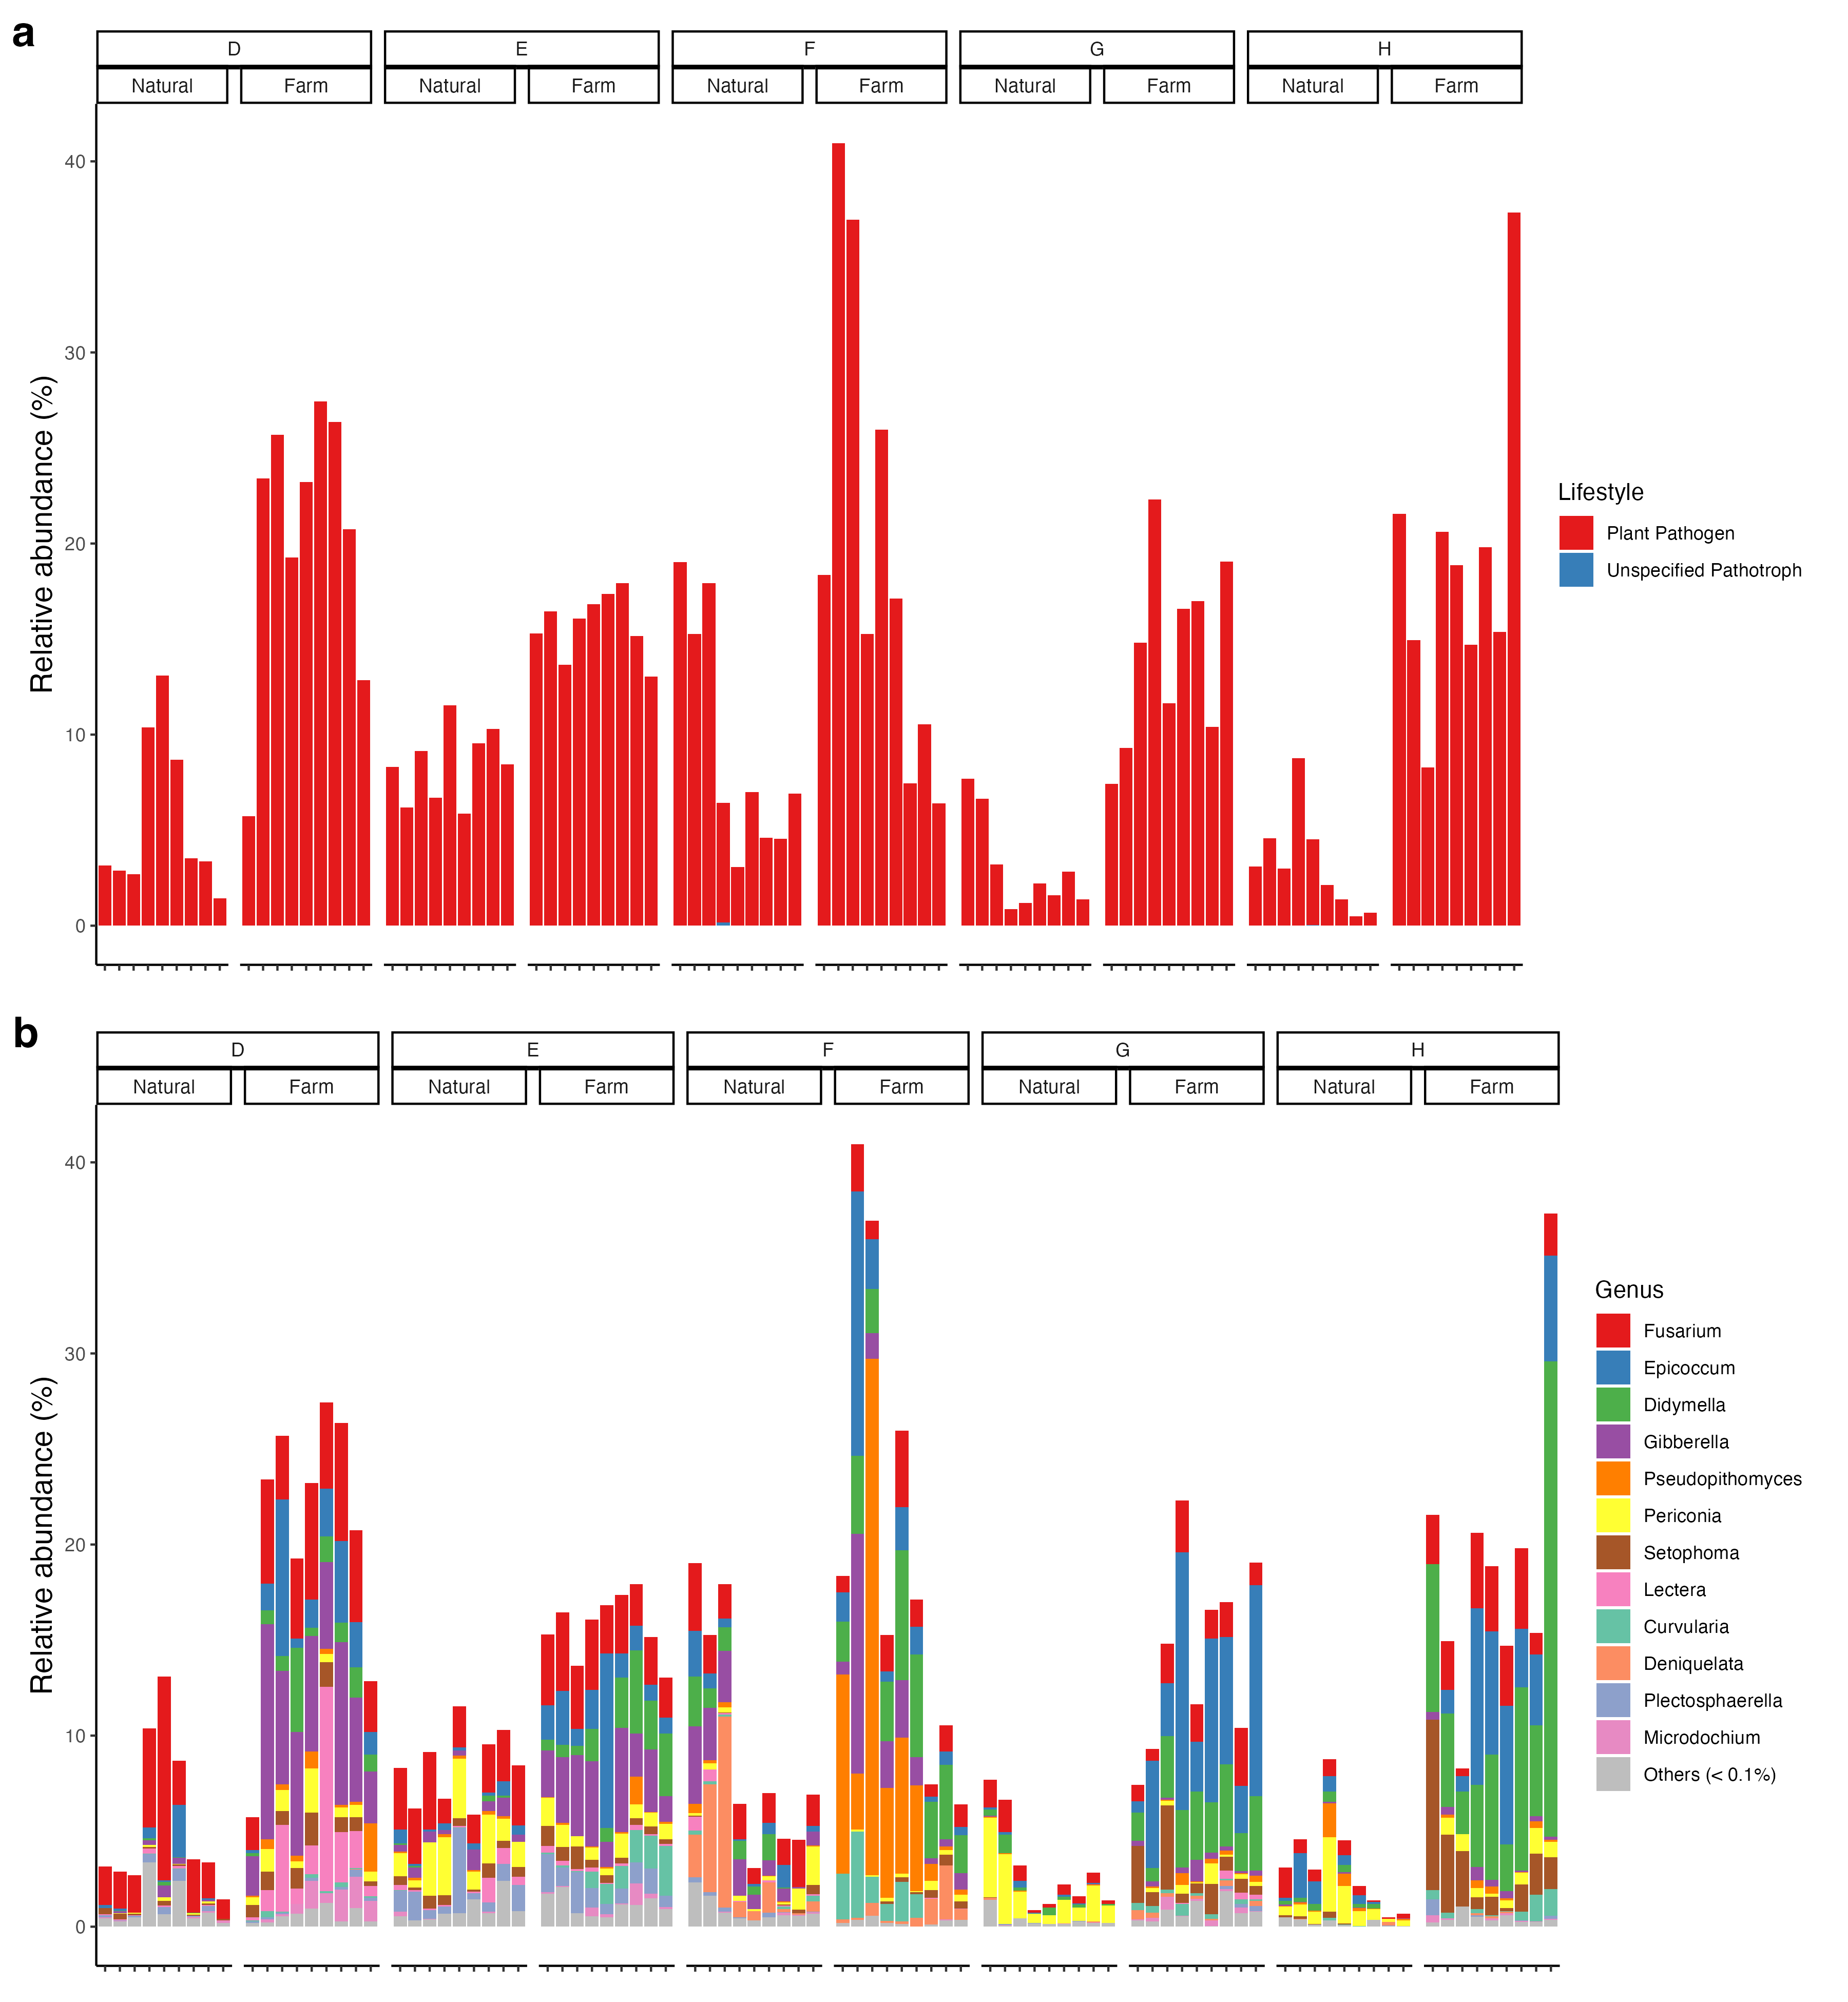 a
D E F G H
Natural Farm Natural Farm Natural Farm Natural Farm Natural Farm
40
30
20
10
0
Relative abundance (%)
Lifestyle
Plant Pathogen
Unspecified Pathotroph
b
D E F G H
Natural Farm Natural Farm Natural Farm Natural Farm Natural Farm
40
30
20
10
0
Relative abundance (%)
Genus
Fusarium
Epicoccum
Didymella
Gibberella
Pseudopithomyces
Periconia
Setophoma
Lectera
Curvularia
Deniquelata
Plectosphaerella
Microdochium
Others (< 0.1%)